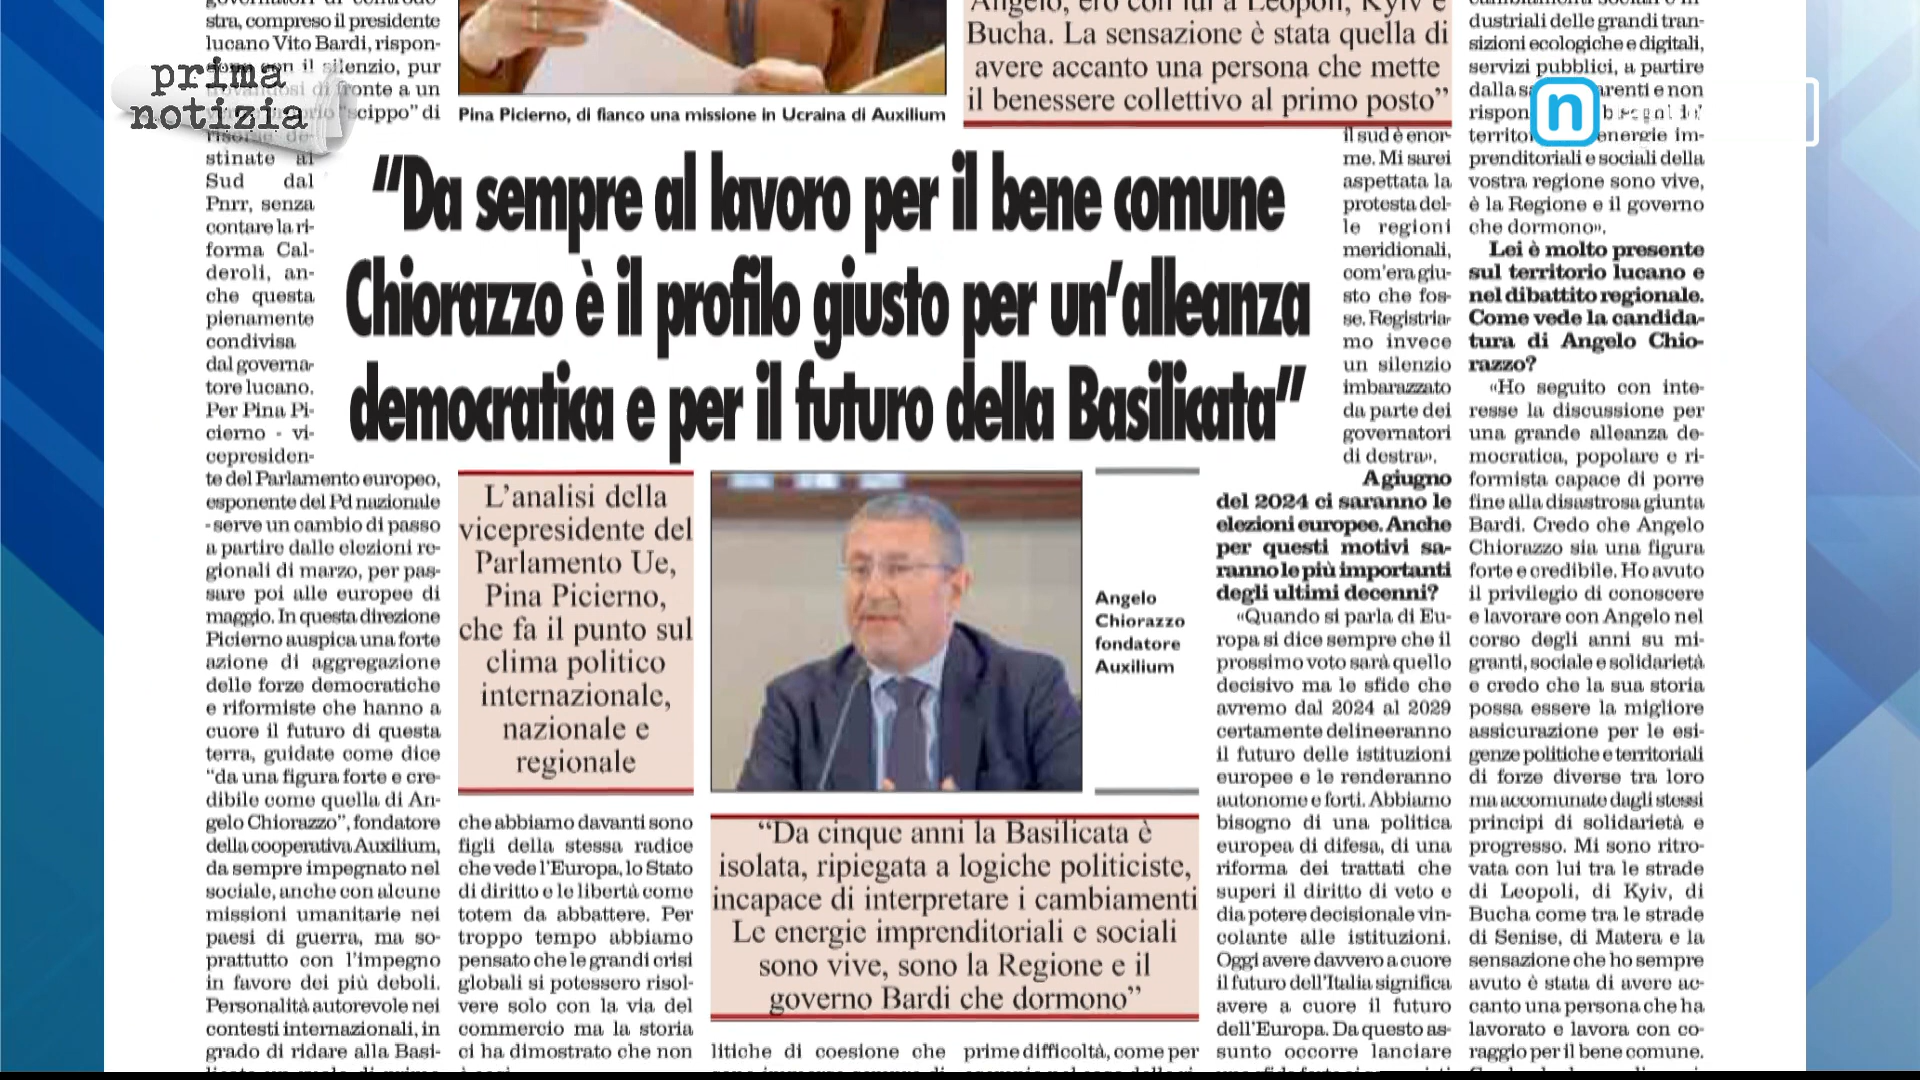 prima
notizia
n
stra, compreso il presidente
lucano Vito Bardi, rispon-
con il silenzio, pur
di fronte a un
"scippo" di
stinate al
Sud dal
Pnrr, senza
contare la ri-
forma Cal-
deroli, an-
che questa
pienamente
condivisa
dal governa-
tore lucano.
Per Pina Pi-
cierno - vi-
cepresiden-
te del Parlamento europeo,
esponente del Pd nazionale
- serve un cambio di passo
a partire dalle elezioni re-
gionali di marzo, per pas-
sare poi alle europee di
maggio. In questa direzione
Picierno auspica una forte
azione di aggregazione
delle forze democratiche
e riformiste che hanno a
cuore il futuro di questa
terra, guidate come dice
"da una figura forte e cre-
dibile come quella di An-
gelo Chiorazzo", fondatore
della cooperativa Auxilium,
da sempre impegnato nel
sociale, anche con alcune
missioni umanitarie nei
paesi di guerra, ma so-
prattutto con l'impegno
in favore dei più deboli.
Personalità autorevole nei
contesti internazionali, in
grado di ridare alla Basi-
Pina Picierno, di fianco una missione in Ucraina di Auxilium
Angelo, ero con lui a Leopoli, Kyiv e
Bucha. La sensazione è stata quella di
avere accanto una persona che mette
il benessere collettivo al primo posto"
"Da sempre al lavoro per il bene comune
Chiorazzo è il profilo giusto per un'alleanza
democratica e per il futuro della Basilicata"
L'analisi della
vicepresidente del
Parlamento Ue,
Pina Picierno,
che fa il punto sul
clima politico
internazionale,
nazionale e
regionale
che abbiamo davanti sono
figli della stessa radice
che vede l'Europa, lo Stato
di diritto e le libertà come
totem da abbattere. Per
troppo tempo abbiamo
pensato che le grandi crisi
globali si potessero risol-
vere solo con la via del
commercio ma la storia
ci ha dimostrato che non
Angelo
Chiorazzo
fondatore
Auxilium
"Da cinque anni la Basilicata è
isolata, ripiegata a logiche politiciste,
incapace di interpretare i cambiamenti
Le energie imprenditoriali e sociali
sono vive, sono la Regione e il
governo Bardi che dormono"
litiche di coesione che
prime difficoltà, come per
il sud è enor-
me. Mi sarei
aspettata la
protesta del-
le regioni
meridionali,
com'era giu-
sto che fos-
se. Registria-
mo invece
un silenzio
imbarazzato
da parte dei
governatori
di destra».
A giugno
del 2024 ci saranno le
elezioni europee. Anche
per questi motivi sa-
ranno le più importanti
degli ultimi decenni?
«Quando si parla di Eu-
ropa si dice sempre che il
prossimo voto sarà quello
decisivo ma le sfide che
avremo dal 2024 al 2029
certamente delineeranno
il futuro delle istituzioni
europee e le renderanno
autonome e forti. Abbiamo
bisogno di una politica
europea di difesa, di una
riforma dei trattati che
superi il diritto di veto e
dia potere decisionale vin-
colante alle istituzioni.
Oggi avere davvero a cuore
il futuro dell'Italia significa
avere a cuore il futuro
dell'Europa. Da questo as-
sunto occorre lanciare
dustriali delle grandi tran-
sizioni ecologiche e digitali,
servizi pubblici, a partire
dalla e non
energie im-
prenditoriali e sociali della
vostra regione sono vive,
è la Regione e il governo
che dormono».
Lei è molto presente
sul territorio lucano e
nel dibattito regionale.
Come vede la candida-
tura di Angelo Chio-
razzo?
«Ho seguito con inte-
resse la discussione per
una grande alleanza de-
mocratica, popolare e ri-
formista capace di porre
fine alla disastrosa giunta
Bardi. Credo che Angelo
Chiorazzo sia una figura
forte e credibile. Ho avuto
il privilegio di conoscere
e lavorare con Angelo nel
corso degli anni su mi-
granti, sociale e solidarietà
e credo che la sua storia
possa essere la migliore
assicurazione per le esi-
genze politiche e territoriali
di forze diverse tra loro
ma accomunate dagli stessi
principi di solidarietà e
progresso. Mi sono ritro-
vata con lui tra le strade
di Leopoli, di Kyiv, di
Bucha come tra le strade
di Senise, di Matera e la
sensazione che ho sempre
avuto è stata di avere ac-
canto una persona che ha
lavorato e lavora con co-
raggio per il bene comune.